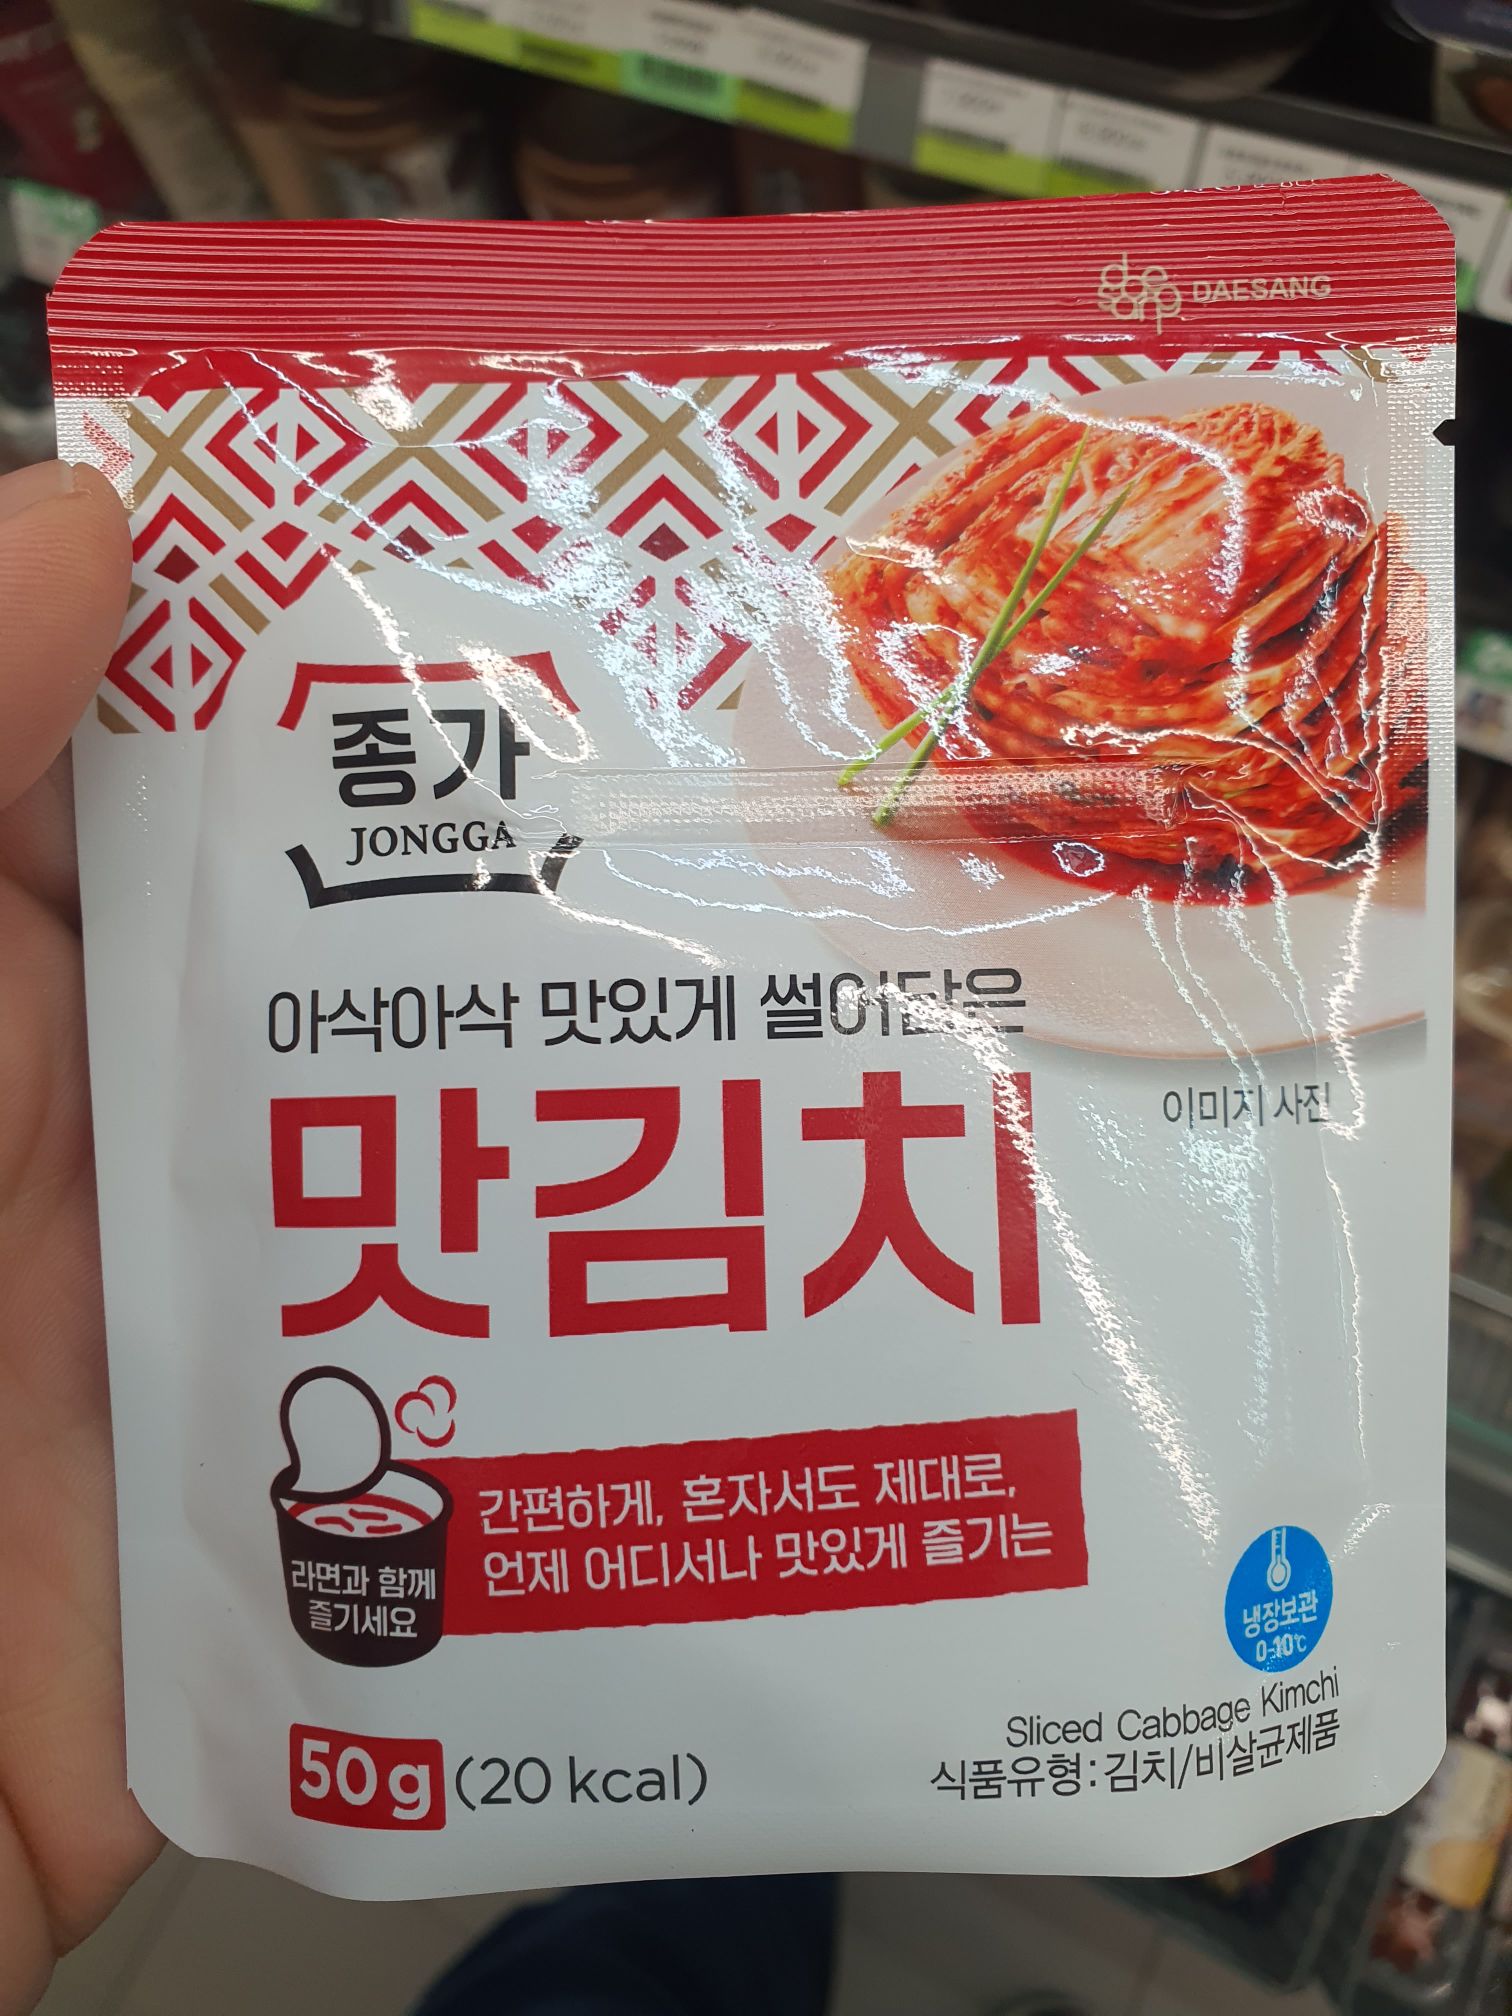 DAESANG
종가
JONGGA
아삭아삭 맛있게 썰어담은
맛김치
이미지 사진
간편하게, 혼자서도 제대로,
언제 어디서나 맛있게 즐기는
라면과 함께
즐기세요
냉장보관
0-10℃
50g (20 kcal)
Sliced Cabbage Kimchi
식품유형:김치/비살균제품